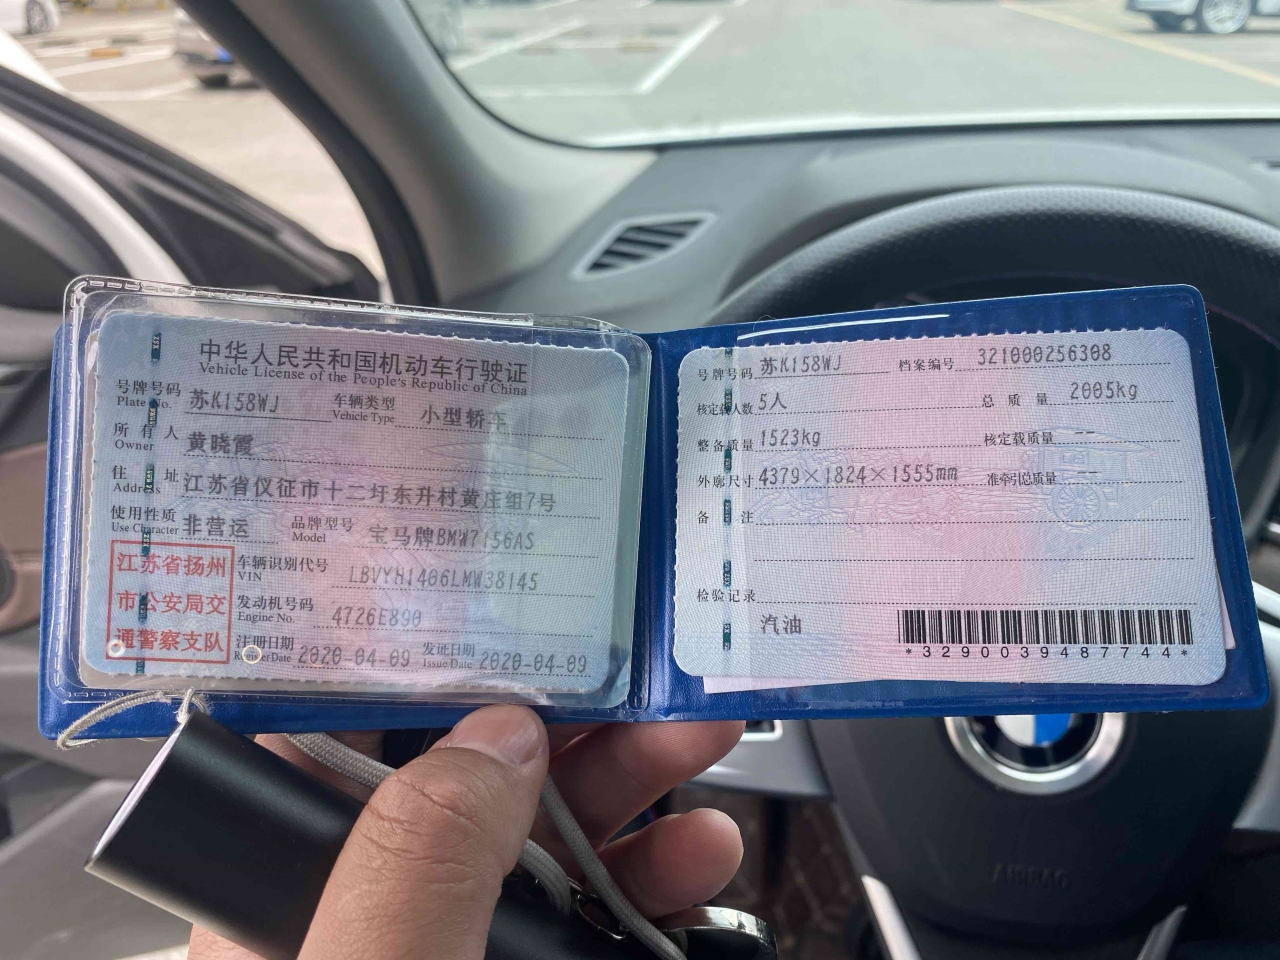 中华人民共和国机动车行驶证
Vehicle License of the People's Republic of China
号牌号码 苏K158WJ 车辆类型 小型轿车
Plate No. Vehicle Type
所有人 黄晓霞
Owner
住址 江苏省仪征市十二圩东升村黄庄组7号
Address
使用性质 非营运 品牌型号 宝马牌BMW7156AS
Use Character Model
江苏省扬州
市公安局交
通警察支队
车辆识别代号 LBVYH1406LMW38145
VIN
发动机号码 4726E890
Engine No.
注册日期 2020-04-09 发证日期 2020-04-09
Register Date Issue Date
号牌号码 苏K158WJ 档案编号 321000256308
核定载人数 5人 总质量 2005kg
整备质量 1523kg 核定载质量 --
外廓尺寸 4379×1824×1555mm 准牵引总质量 --
备注
检验记录
汽油
*3290039487744*
AIRBAG